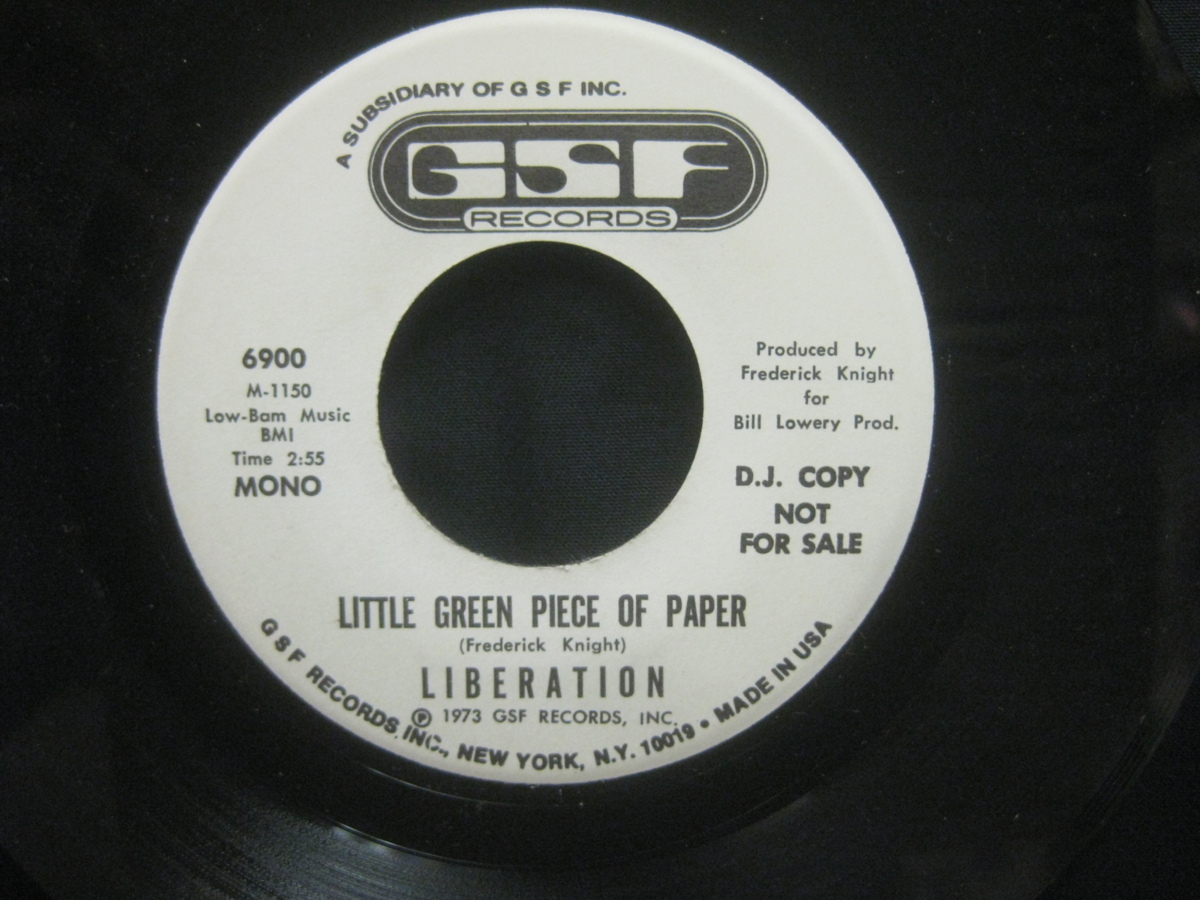 A SUBSIDIARY OF G S F INC.
GSF
RECORDS
6900
M-1150
Low-Bam Music
BMI
Time 2:55
MONO
Produced by
Frederick Knight
for
Bill Lowery Prod.
D.J. COPY
NOT
FOR SALE
LITTLE GREEN PIECE OF PAPER
(Frederick Knight)
LIBERATION
℗ 1973 GSF RECORDS, INC.
G S F RECORDS, INC., NEW YORK, N.Y. 10019 • MADE IN USA